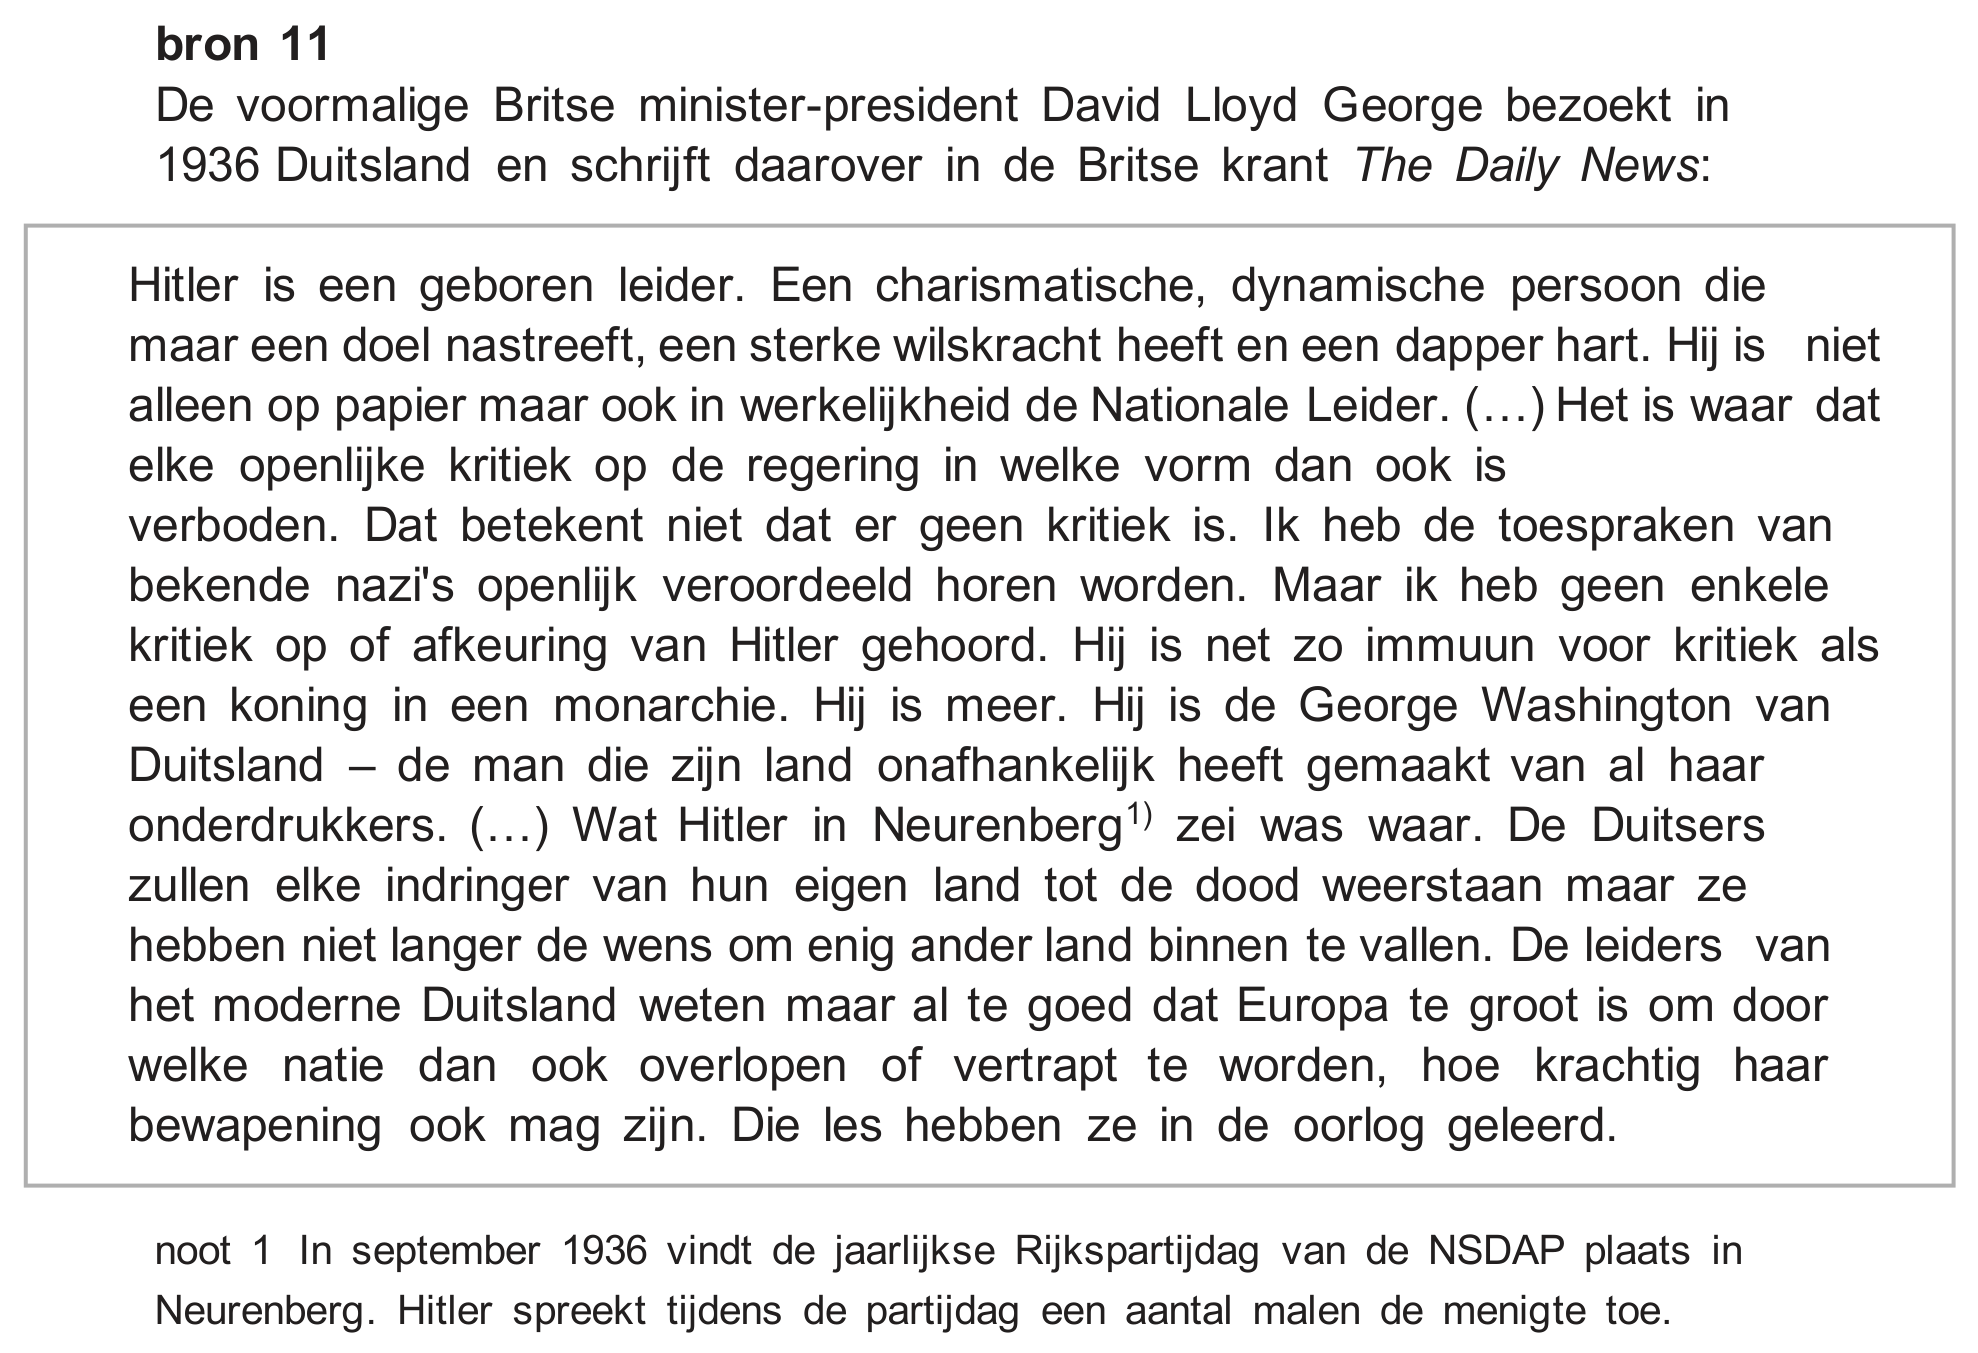 bron 11
De voormalige Britse minister-president David Lloyd George bezoekt in
1936 Duitsland en schrijft daarover in de Britse krant The Daily News:
Hitler is een geboren leider. Een charismatische, dynamische persoon die
maar een doel nastreeft, een sterke wilskracht heeft en een dapper hart. Hij is niet
alleen op papier maar ook in werkelijkheid de Nationale Leider. (…) Het is waar dat
elke openlijke kritiek op de regering in welke vorm dan ook is
verboden. Dat betekent niet dat er geen kritiek is. Ik heb de toespraken van
bekende nazi's openlijk veroordeeld horen worden. Maar ik heb geen enkele
kritiek op of afkeuring van Hitler gehoord. Hij is net zo immuun voor kritiek als
een koning in een monarchie. Hij is meer. Hij is de George Washington van
Duitsland – de man die zijn land onafhankelijk heeft gemaakt van al haar
onderdrukkers. (…) Wat Hitler in Neurenberg1) zei was waar. De Duitsers
zullen elke indringer van hun eigen land tot de dood weerstaan maar ze
hebben niet langer de wens om enig ander land binnen te vallen. De leiders van
het moderne Duitsland weten maar al te goed dat Europa te groot is om door
welke natie dan ook overlopen of vertrapt te worden, hoe krachtig haar
bewapening ook mag zijn. Die les hebben ze in de oorlog geleerd.
noot 1 In september 1936 vindt de jaarlijkse Rijkspartijdag van de NSDAP plaats in
Neurenberg. Hitler spreekt tijdens de partijdag een aantal malen de menigte toe.